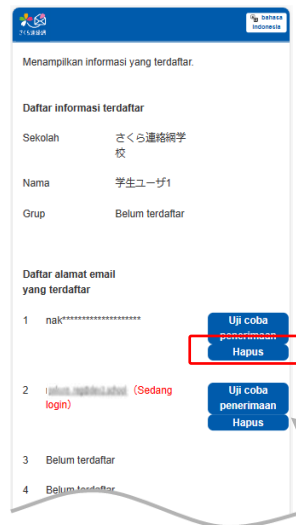 さくら連絡網
bahasa
Indonesia
Menampilkan informasi yang terdaftar.
Daftar informasi terdaftar
Sekolah さくら連絡網学
校
Nama 学生ユーザ1
Grup Belum terdaftar
Daftar alamat email
yang terdaftar
1 nak********************
Uji coba
penerimaan
Hapus
2 （Sedang
login）
Uji coba
penerimaan
Hapus
3 Belum terdaftar
4 Belum terdaftar